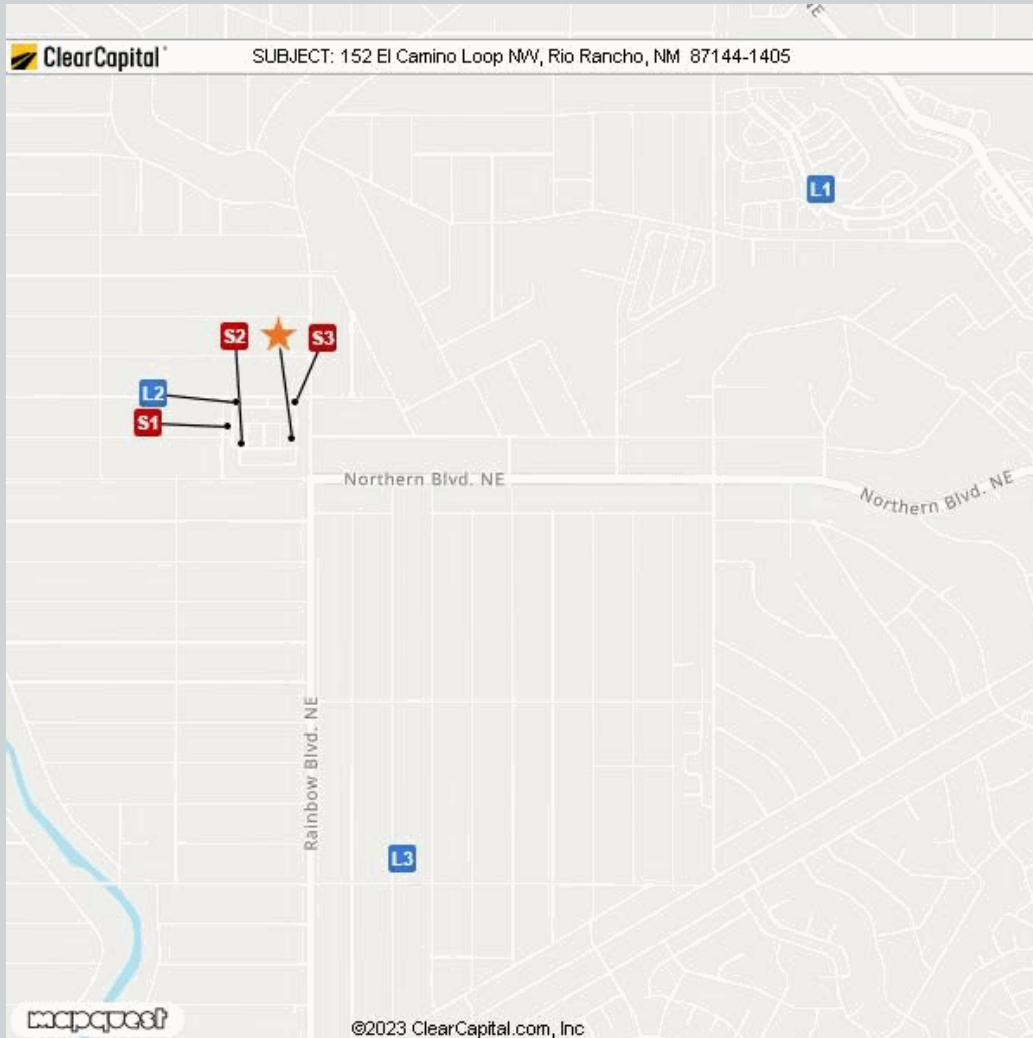 NE
ClearCapital
SUBJECT: 152 El Camino Loop NW, Rio Rancho, NM 87144-1405
L1
S2
S3
L2
S1
Northern Blvd. NE
Northern Blvd. NE
Rainbow Blvd. NE
L3
mapquest
©2023 ClearCapital.com, Inc